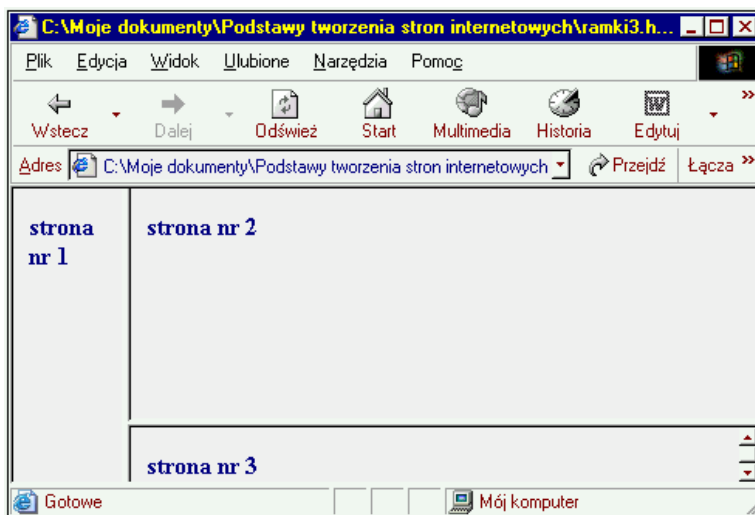 C:\Moje dokumenty\Podstawy tworzenia stron internetowych\ramki3.h...
Plik Edycja Widok Ulubione Narzędzia Pomoc
Wstecz Dalej Odśwież Start Multimedia Historia Edytuj
Adres C:\Moje dokumenty\Podstawy tworzenia stron internetowych Przejdź Łącza
strona
nr 1
strona nr 2
strona nr 3
Gotowe Mój komputer